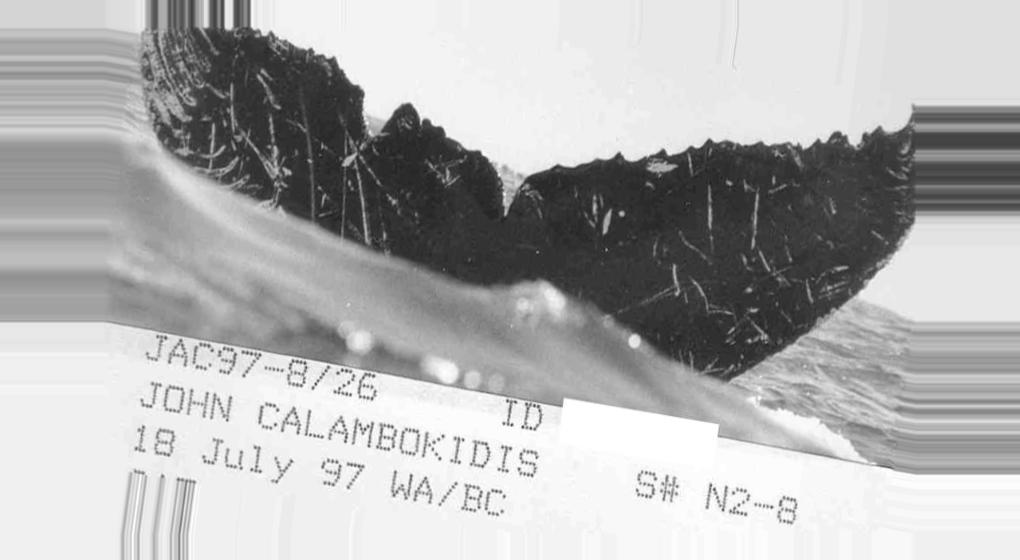 JAC97-8/26
ID
JOHN CALAMBOKIDIS
18 July 97 WA/BC
S# N2-8